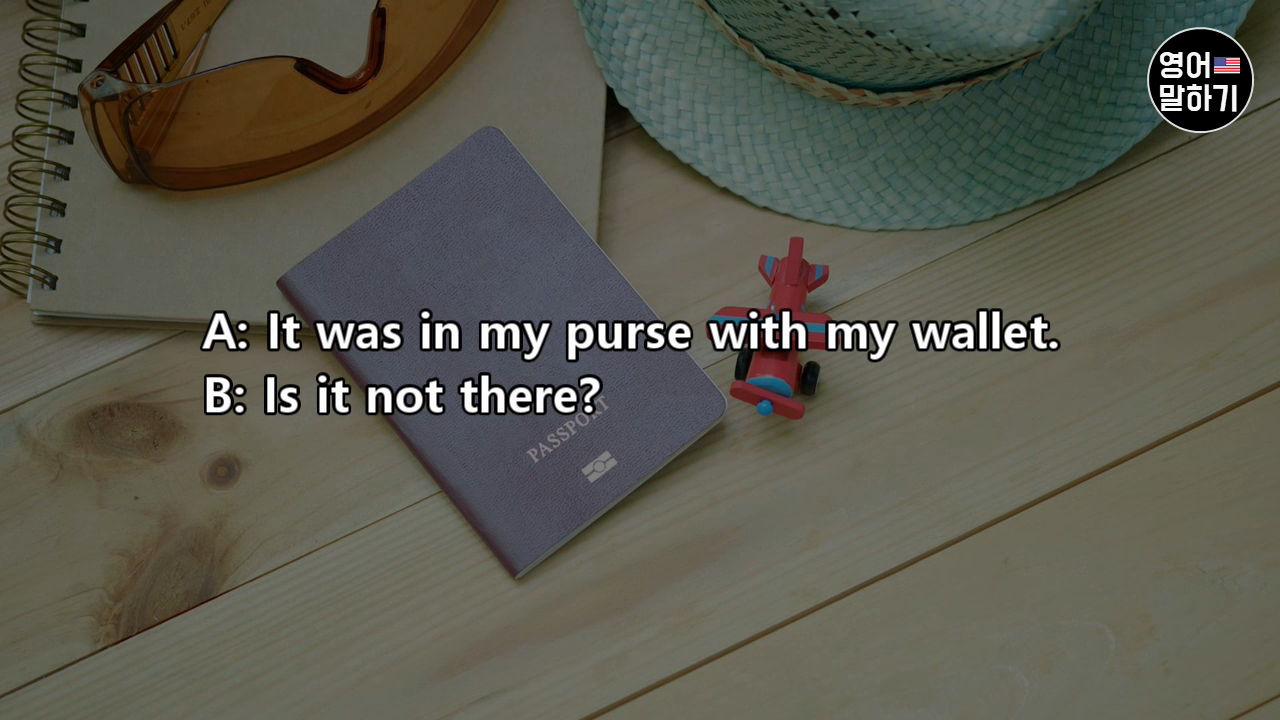 영어
말하기
A: It was in my purse with my wallet.
B: Is it not there?
PASSPORT